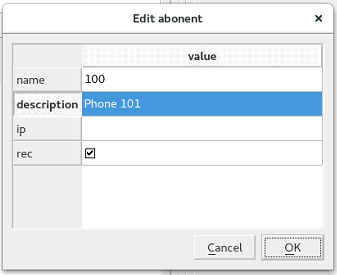 Edit abonent
value
name 100
description Phone 101
ip
rec
Cancel OK